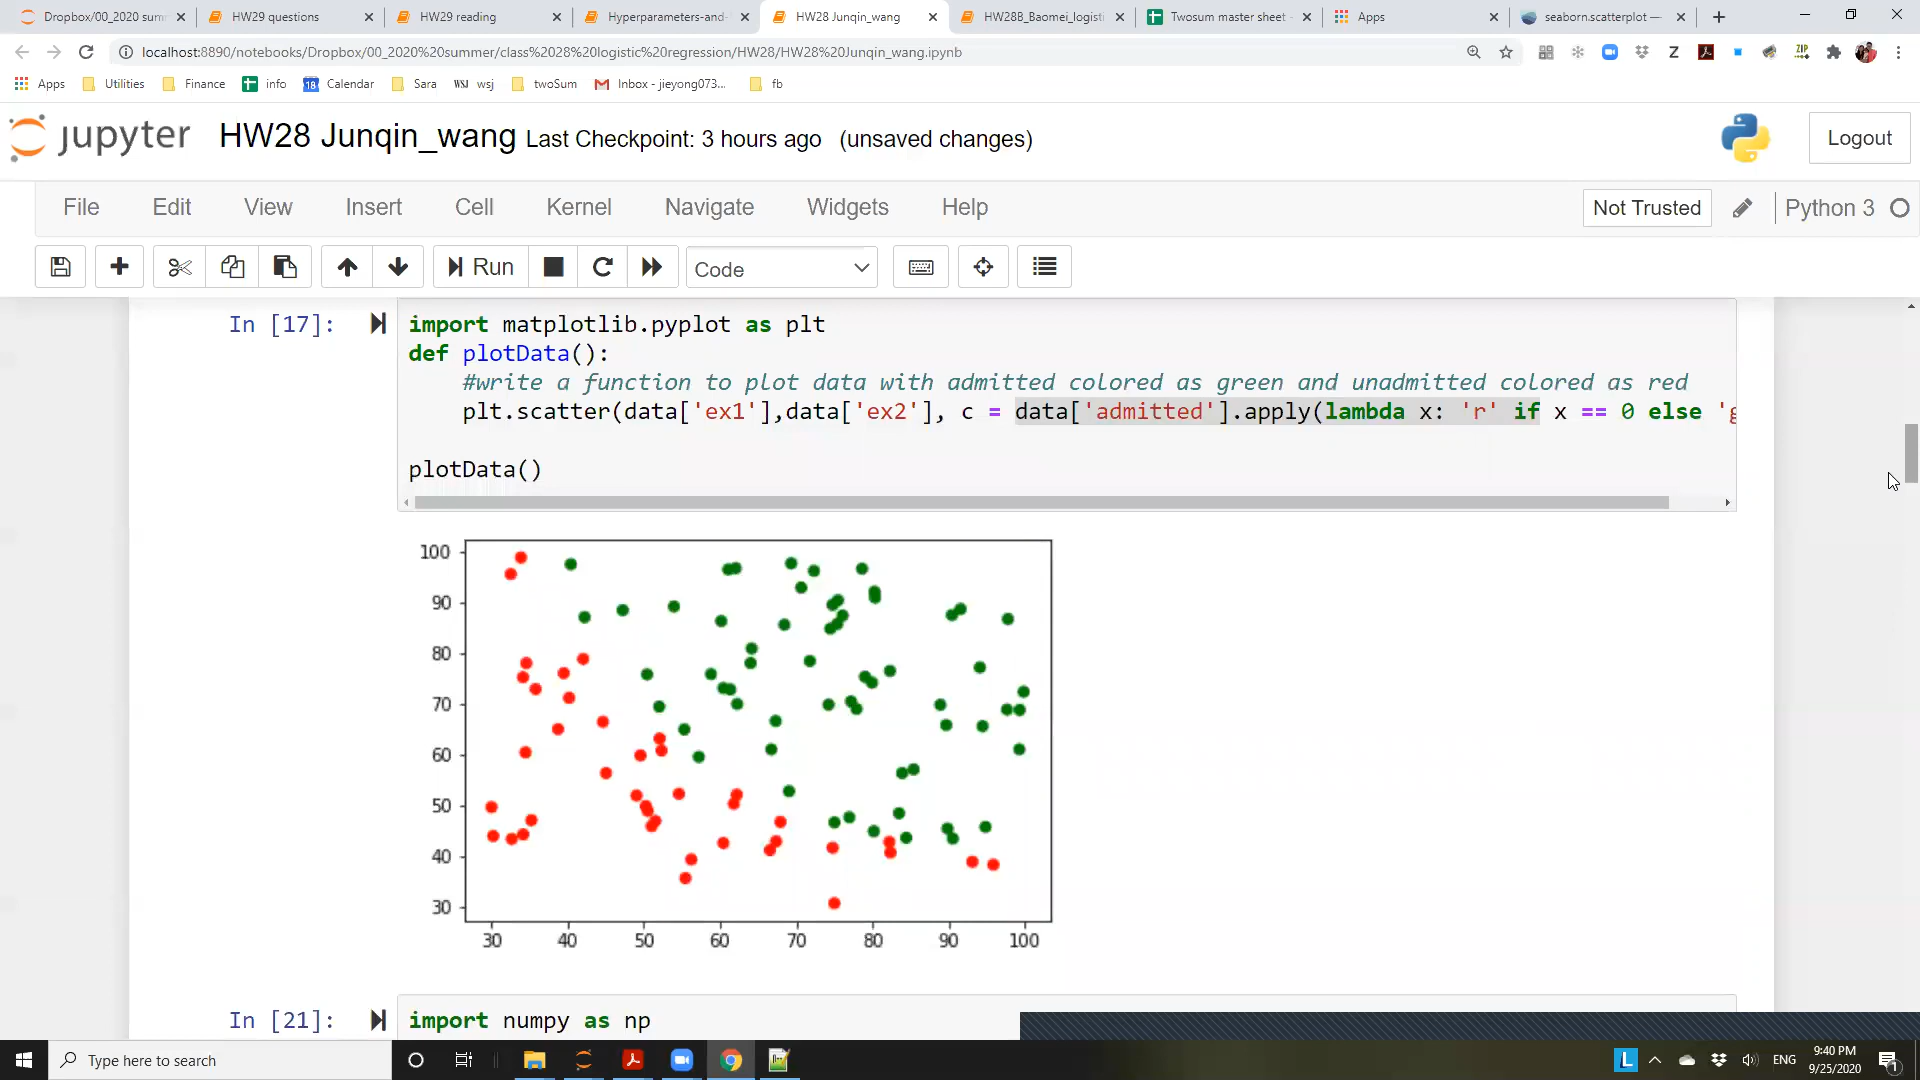 Dropbox/00_2020 sum
HW29 questions
HW29 reading
Hyperparameters-and-
HW28 Junqin_wang
HW28B_Baomei_logisti
Twosum master sheet -
Apps
seaborn.scatterplot —
localhost:8890/notebooks/Dropbox/00_2020%20summer/class%2028%20logistic%20regression/HW28/HW28%20Junqin_wang.ipynb
Apps Utilities Finance info Calendar Sara WSJ wsj twoSum Inbox - jieyong073... fb
jupyter HW28 Junqin_wang Last Checkpoint: 3 hours ago (unsaved changes)
Logout
File Edit View Insert Cell Kernel Navigate Widgets Help
Not Trusted
Python 3
Run
Code
In [17]:
import matplotlib.pyplot as plt
def plotData():
#write a function to plot data with admitted colored as green and unadmitted colored as red
plt.scatter(data['ex1'],data['ex2'], c = data['admitted'].apply(lambda x: 'r' if x == 0 else 'g
plotData()
100
90
80
70
60
50
40
30
30 40 50 60 70 80 90 100
In [21]:
import numpy as np
Type here to search
ENG
9:40 PM
9/25/2020